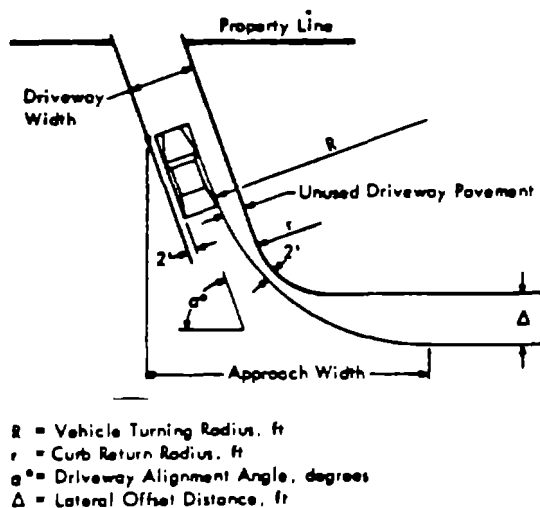 Property Line
Driveway
Width
R
Unused Driveway Pavement
r
2'
2'
a°
Δ
Approach Width
R = Vehicle Turning Radius, ft
r = Curb Return Radius, ft
a° = Driveway Alignment Angle, degrees
Δ = Lateral Offset Distance, ft